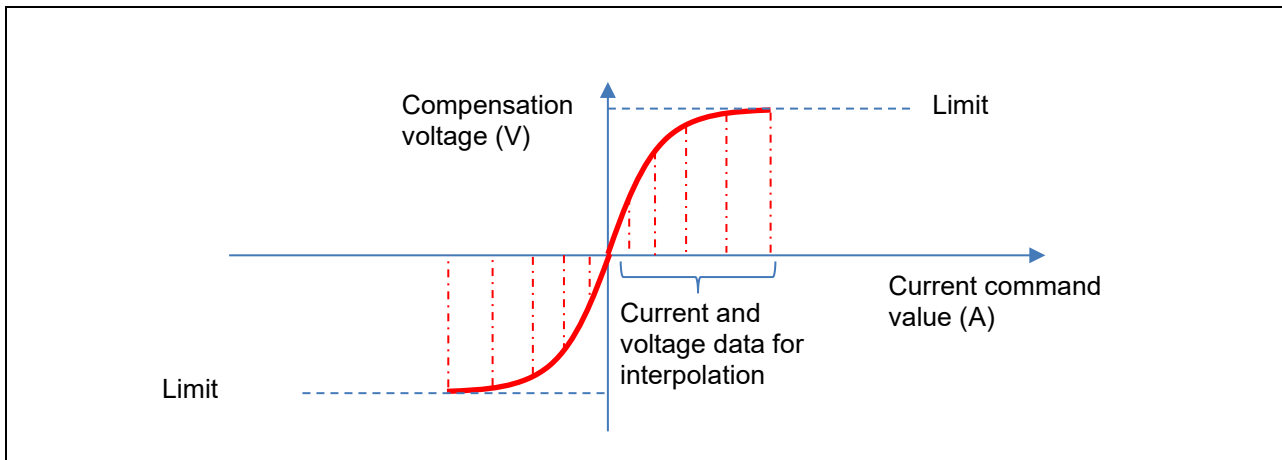 Compensation
voltage (V)
Limit
Current command
value (A)
Current and
voltage data for
interpolation
Limit